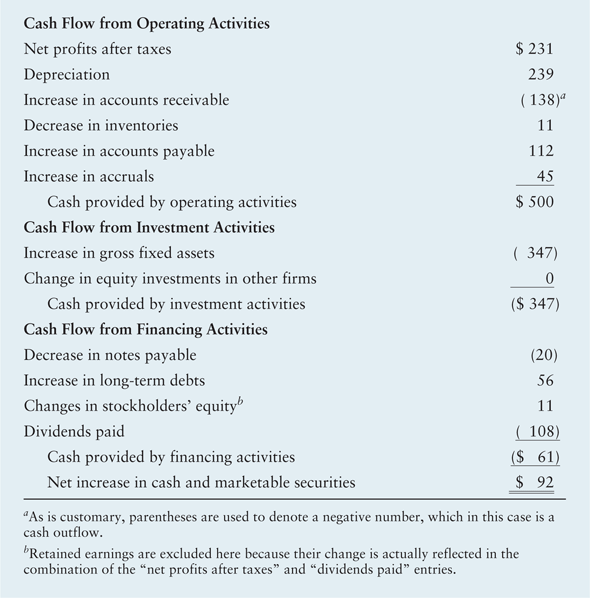 Cash Flow from Operating Activities
Net profits after taxes $ 231
Depreciation 239
Increase in accounts receivable ( 138)a
Decrease in inventories 11
Increase in accounts payable 112
Increase in accruals 45
Cash provided by operating activities $ 500
Cash Flow from Investment Activities
Increase in gross fixed assets ( 347)
Change in equity investments in other firms 0
Cash provided by investment activities ($ 347)
Cash Flow from Financing Activities
Decrease in notes payable (20)
Increase in long-term debts 56
Changes in stockholders’ equityb 11
Dividends paid ( 108)
Cash provided by financing activities ($ 61)
Net increase in cash and marketable securities $ 92
aAs is customary, parentheses are used to denote a negative number, which in this case is a
cash outflow.
bRetained earnings are excluded here because their change is actually reflected in the
combination of the “net profits after taxes” and “dividends paid” entries.